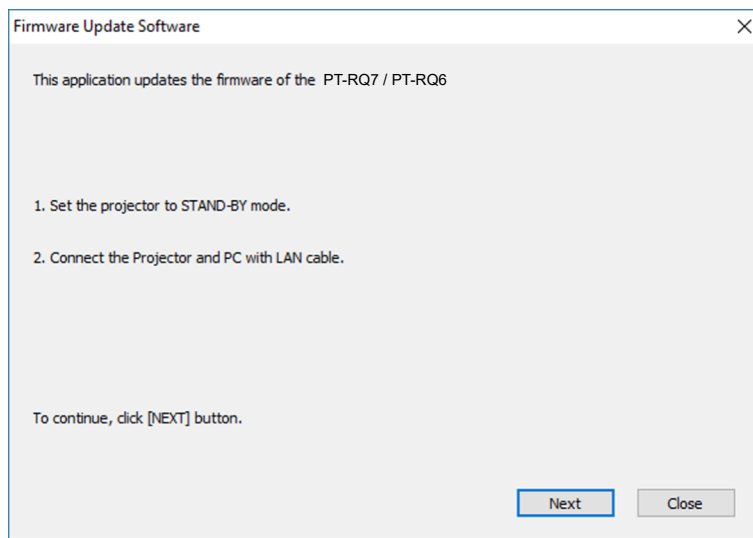 Firmware Update Software
This application updates the firmware of the PT-RQ7 / PT-RQ6
1. Set the projector to STAND-BY mode.
2. Connect the Projector and PC with LAN cable.
To continue, click [NEXT] button.
Next
Close